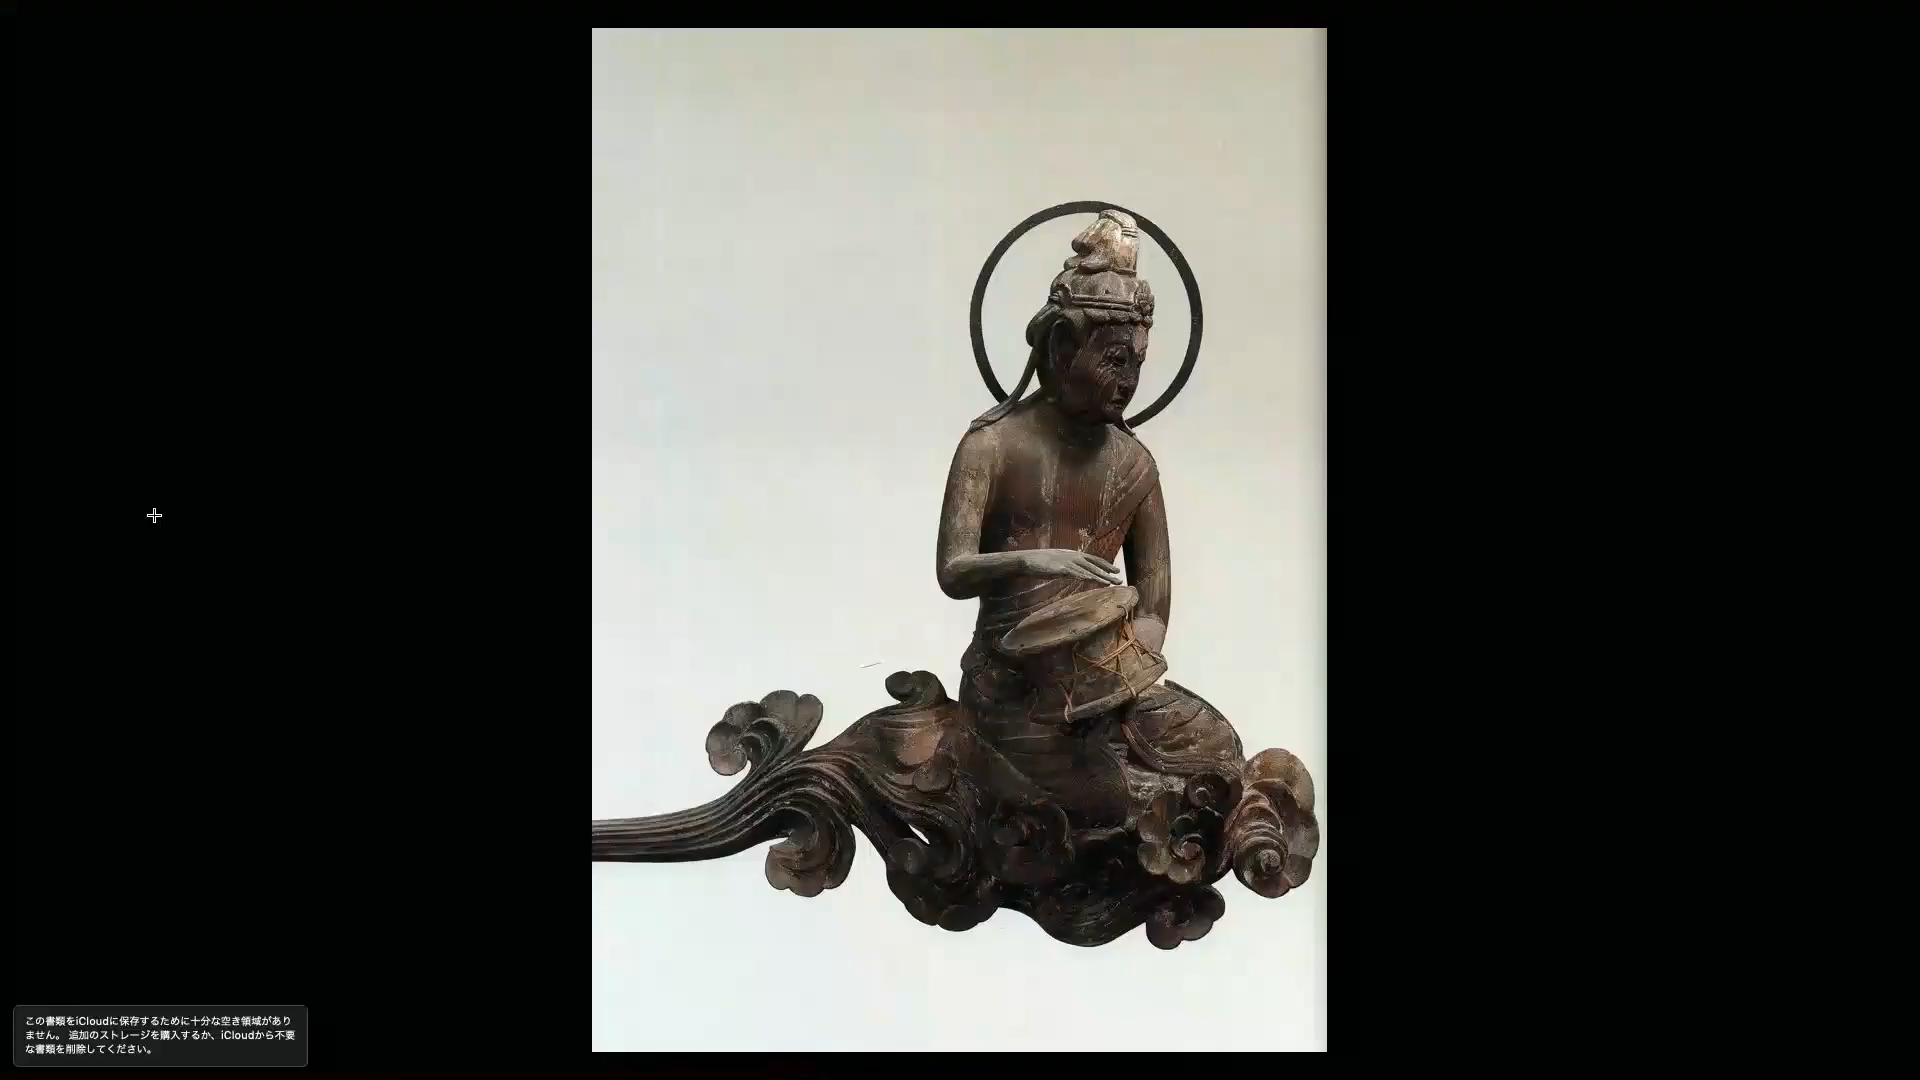 この書類をiCloudに保存するために十分な空き領域があり
ません。 追加のストレージを購入するか、iCloudから不要
な書類を削除してください。